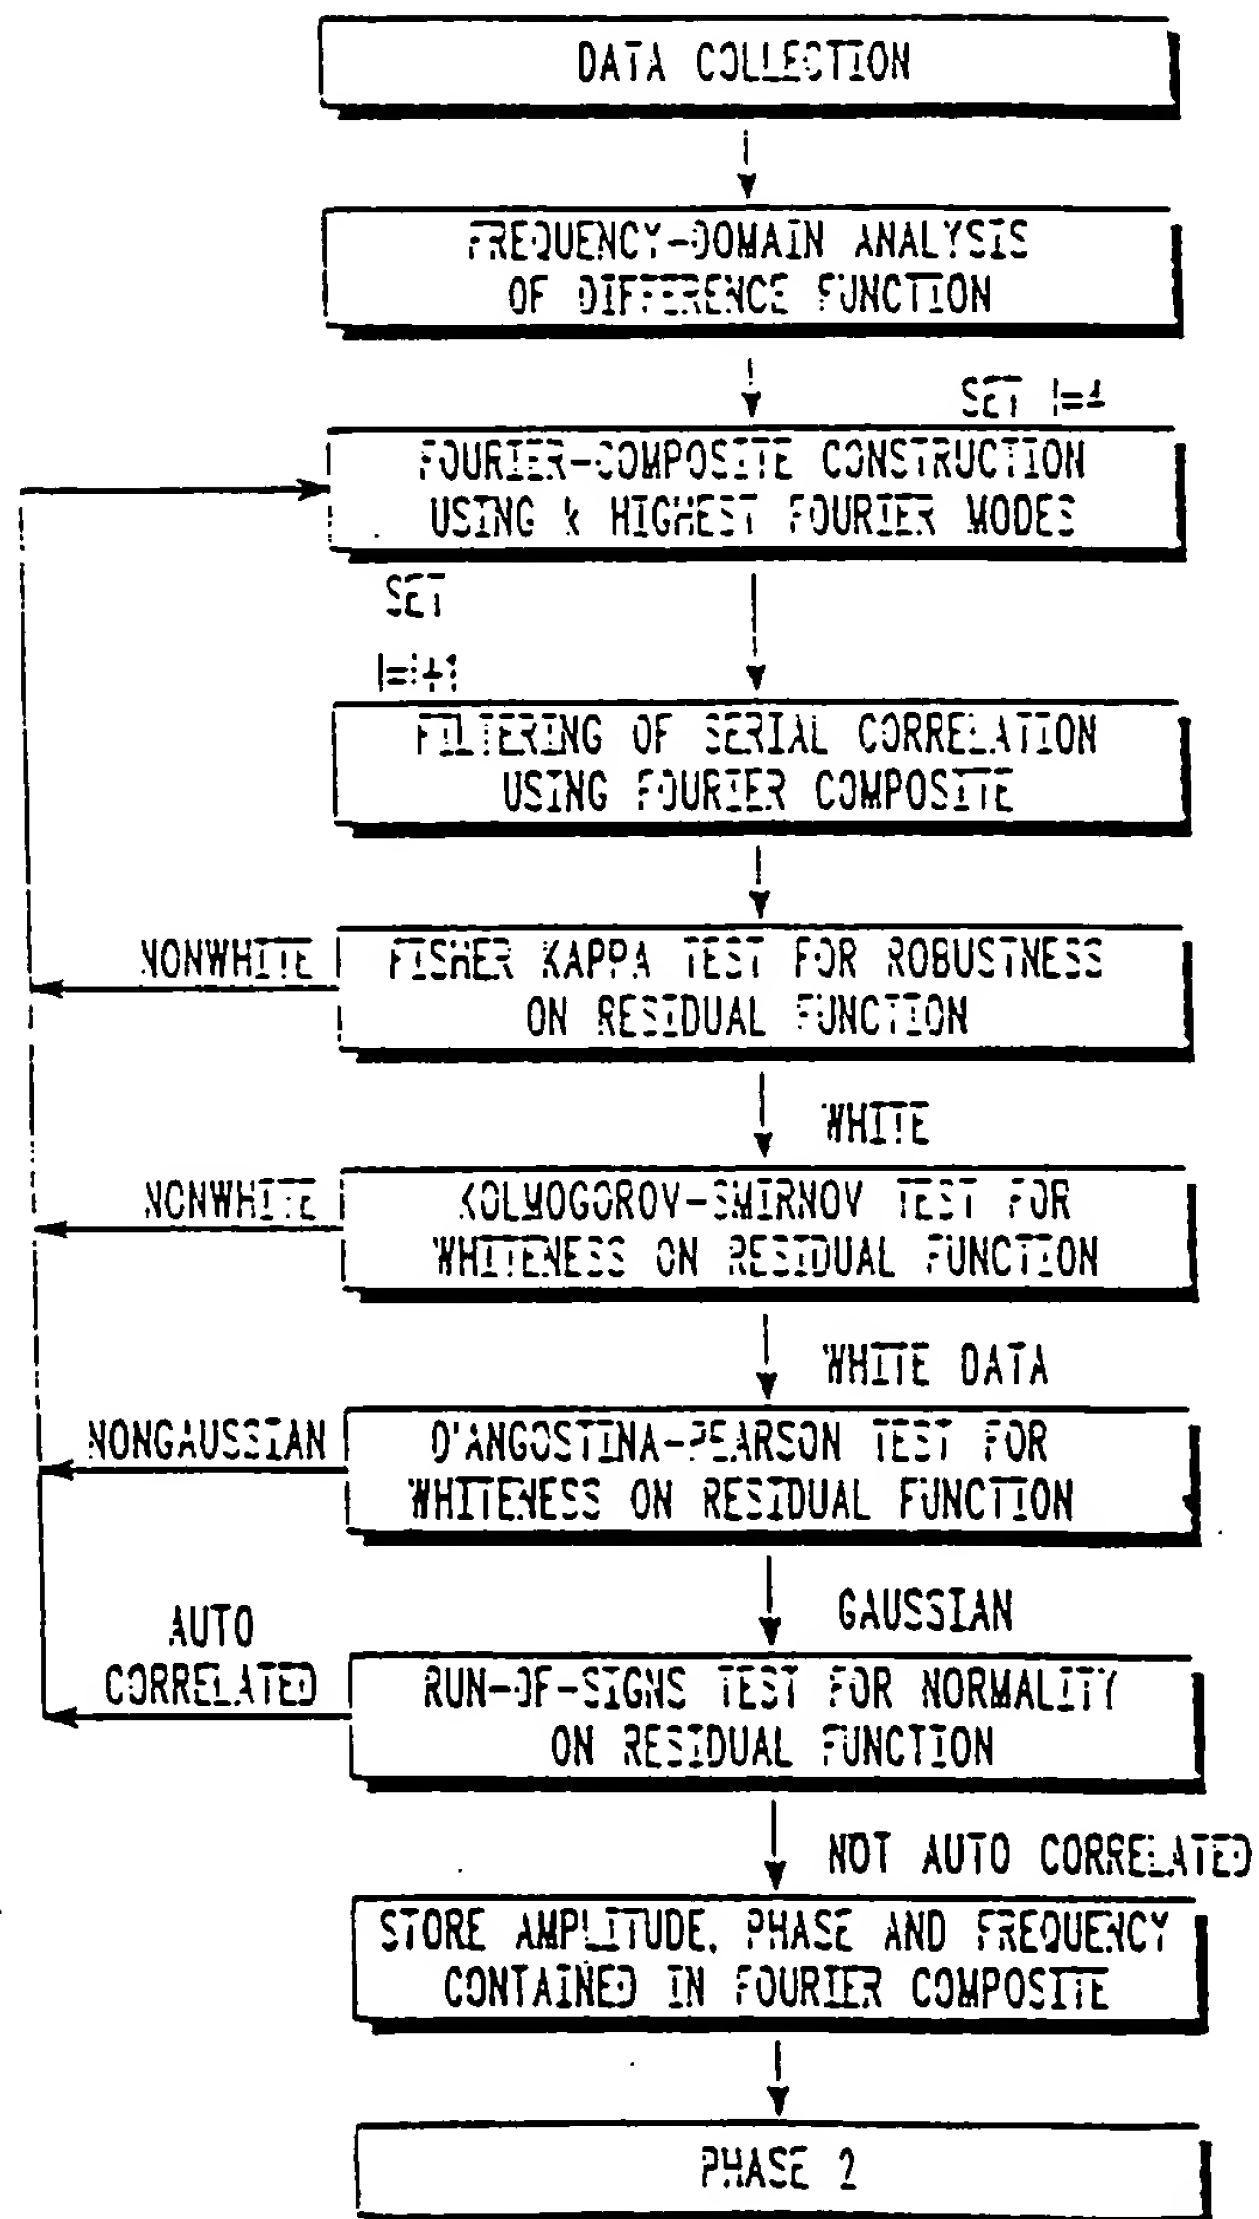 DATA COLLECTION
FREQUENCY-DOMAIN ANALYSIS
OF DIFFERENCE FUNCTION
SET I=1
FOURIER-COMPOSITE CONSTRUCTION
USING k HIGHEST FOURIER MODES
SET
I=I+1
FILTERING OF SERIAL CORRELATION
USING FOURIER COMPOSITE
NONWHITE
FISHER KAPPA TEST FOR ROBUSTNESS
ON RESIDUAL FUNCTION
WHITE
NONWHITE
KOLMOGOROV-SMIRNOV TEST FOR
WHITENESS ON RESIDUAL FUNCTION
WHITE DATA
NONGAUSSIAN
D'ANGOSTINA-PEARSON TEST FOR
WHITENESS ON RESIDUAL FUNCTION
GAUSSIAN
AUTO
CORRELATED
RUN-OF-SIGNS TEST FOR NORMALITY
ON RESIDUAL FUNCTION
NOT AUTO CORRELATED
STORE AMPLITUDE, PHASE AND FREQUENCY
CONTAINED IN FOURIER COMPOSITE
PHASE 2